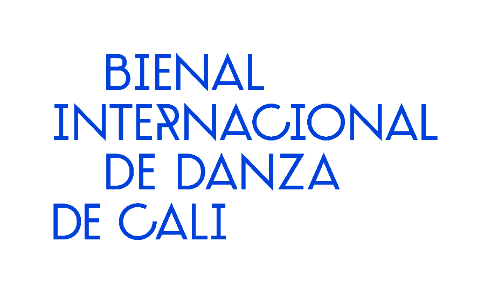 BIENAL
INTERNACIONAL
DE DANZA
DE CALI